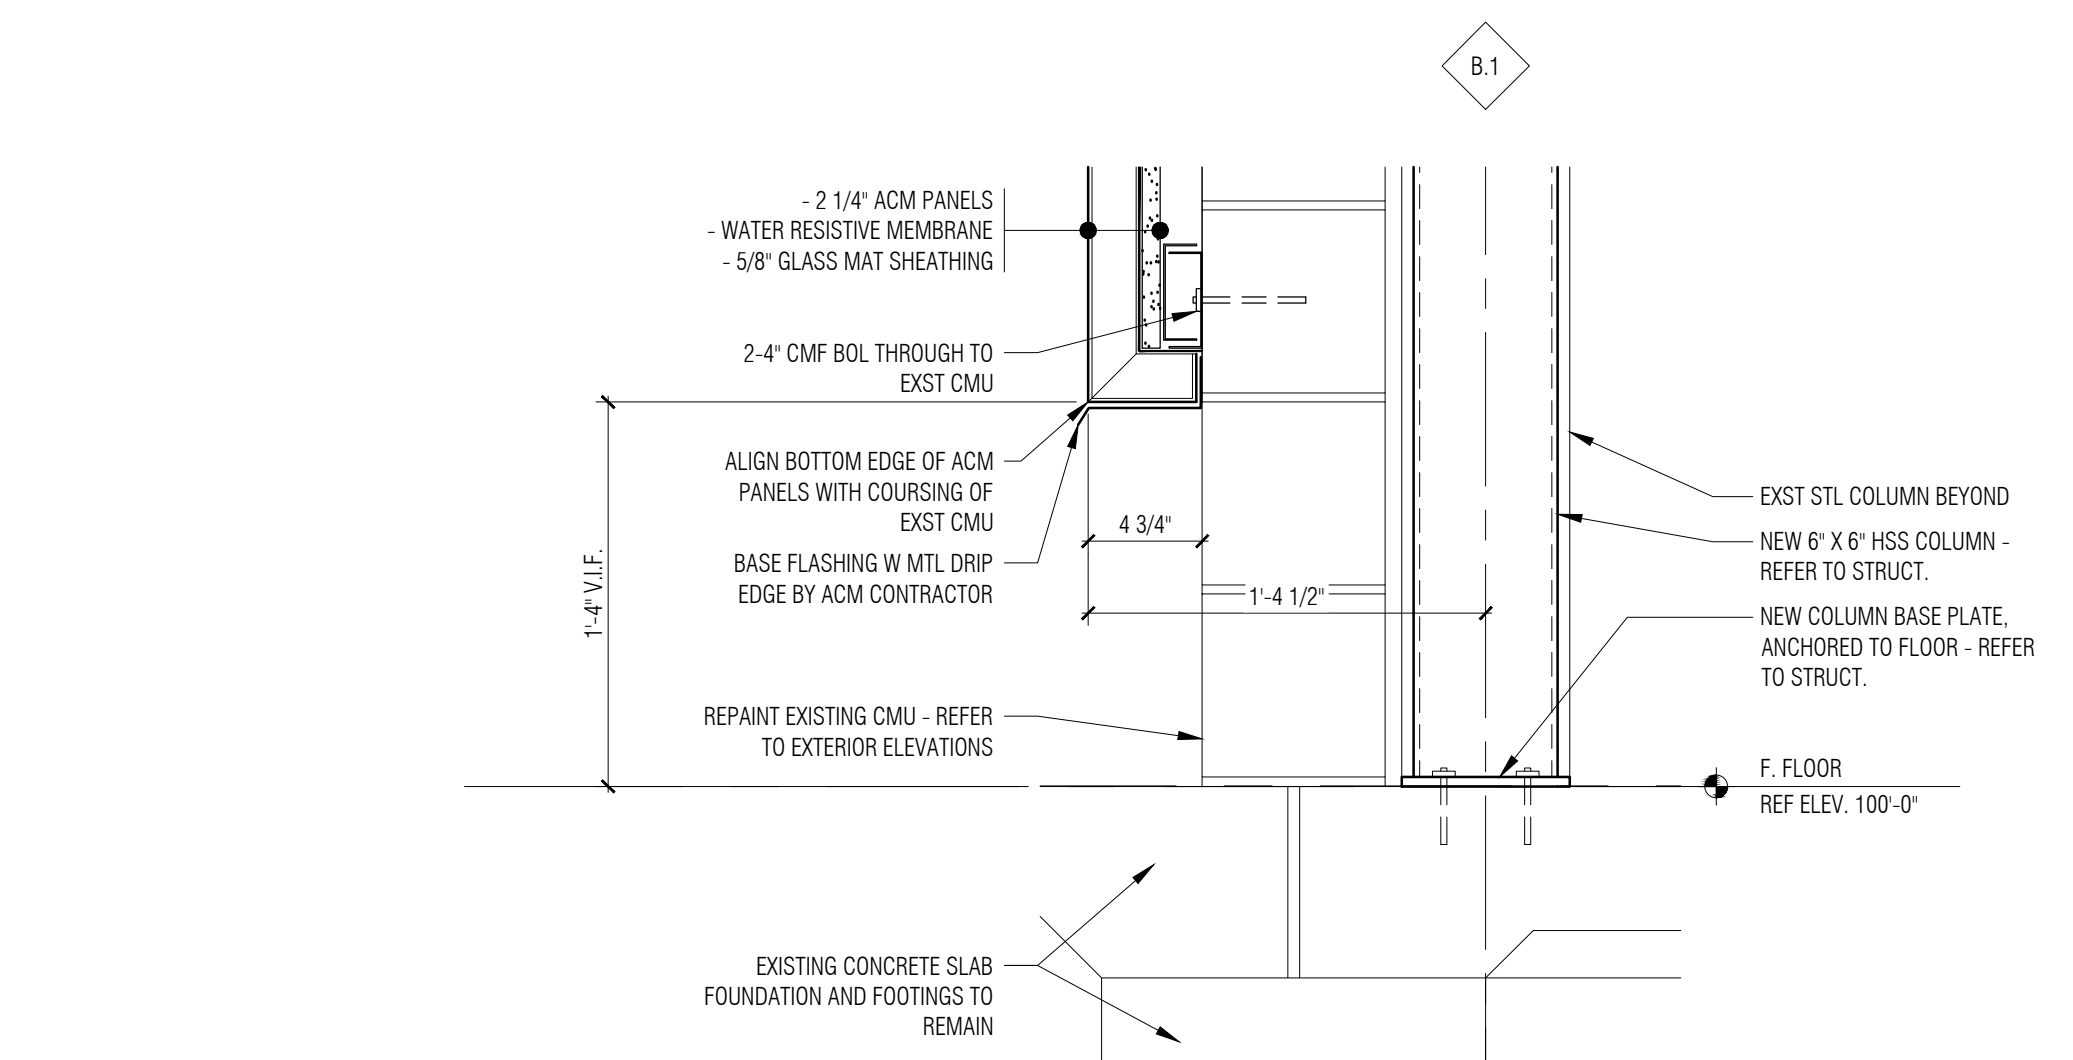 B.1
- 2 1/4" ACM PANELS
- WATER RESISTIVE MEMBRANE
- 5/8" GLASS MAT SHEATHING
2-4" CMF BOL THROUGH TO
EXST CMU
ALIGN BOTTOM EDGE OF ACM
PANELS WITH COURSING OF
EXST CMU
BASE FLASHING W MTL DRIP
EDGE BY ACM CONTRACTOR
1'-4" V.I.F.
4 3/4"
1'-4 1/2"
REPAINT EXISTING CMU - REFER
TO EXTERIOR ELEVATIONS
EXST STL COLUMN BEYOND
NEW 6" X 6" HSS COLUMN -
REFER TO STRUCT.
NEW COLUMN BASE PLATE,
ANCHORED TO FLOOR - REFER
TO STRUCT.
F. FLOOR
REF ELEV. 100'-0"
EXISTING CONCRETE SLAB
FOUNDATION AND FOOTINGS TO
REMAIN